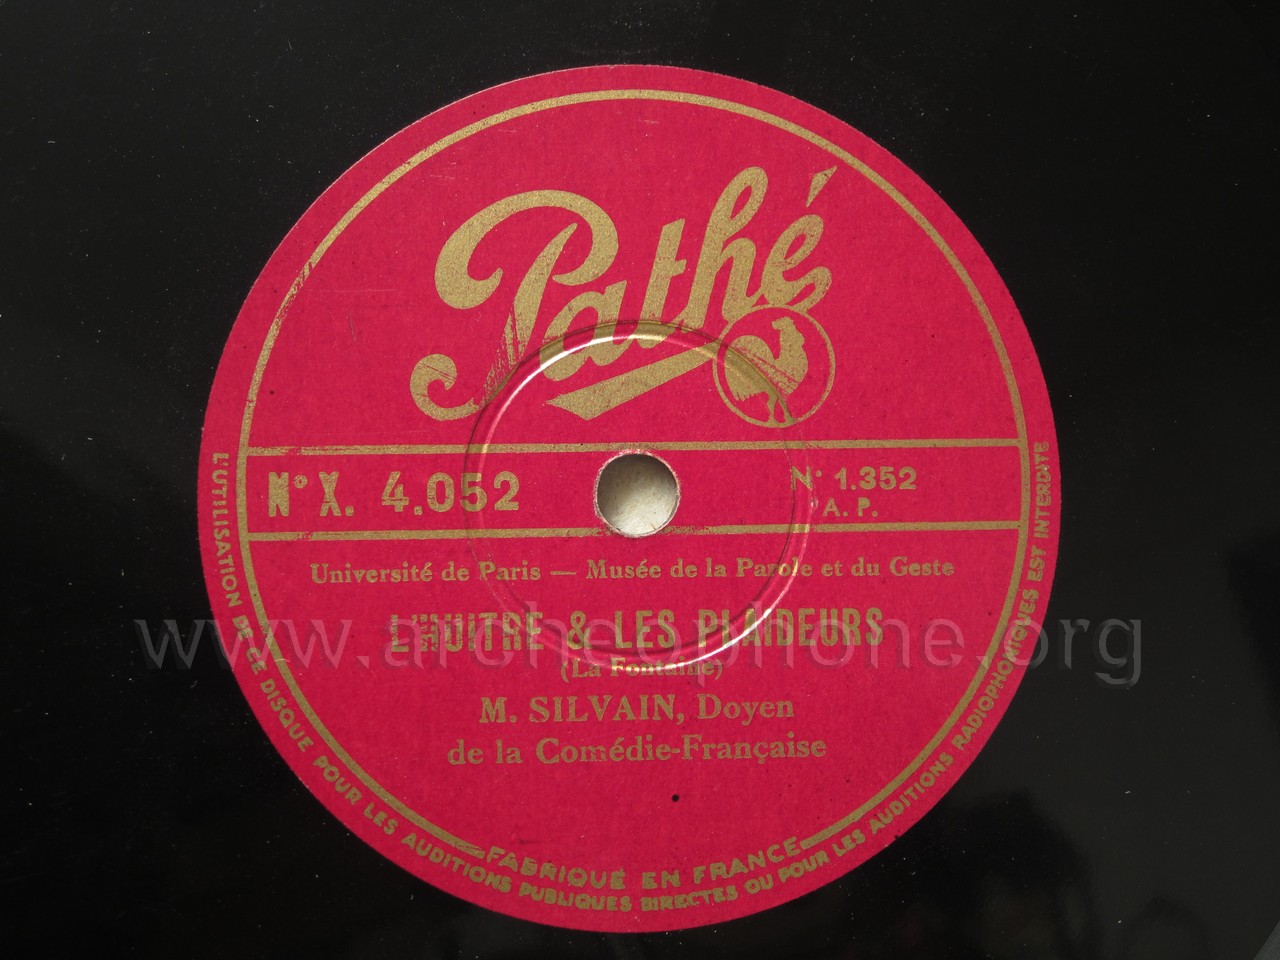 Pathé
N° X. 4.052
N° 1.352
A. P.
Université de Paris — Musée de la Parole et du Geste
L'HUITRE & LES PLAIDEURS
(La Fontaine)
M. SILVAIN, Doyen
de la Comédie-Française
FABRIQUÉ EN FRANCE
L'UTILISATION DE CE DISQUE POUR LES AUDITIONS PUBLIQUES DIRECTES OU POUR LES AUDITIONS RADIOPHONIQUES EST INTERDITE
www.archeophone.org